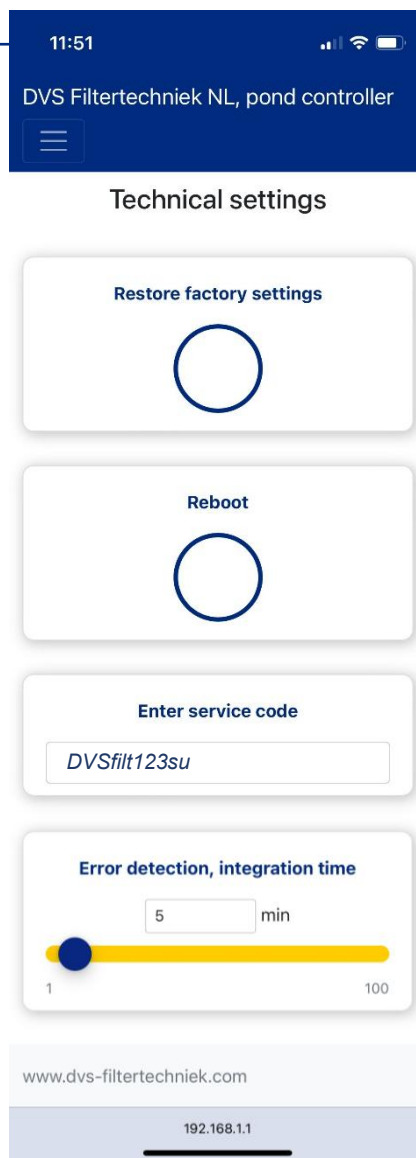 11:51
DVS Filtertechniek NL, pond controller
Technical settings
Restore factory settings
Reboot
Enter service code
DVSfilt123su
Error detection, integration time
5 min
1 100
www.dvs-filtertechniek.com
192.168.1.1